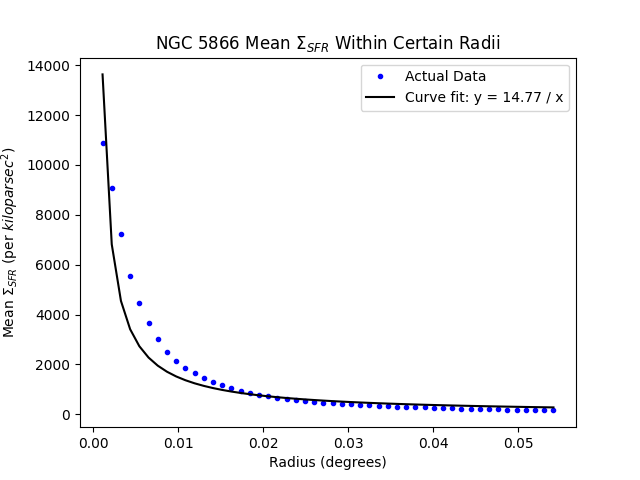 NGC 5866 Mean Σ_SFR Within Certain Radii
Actual Data
Curve fit: y = 14.77 / x
Mean Σ_SFR (per kiloparsec²)
14000
12000
10000
8000
6000
4000
2000
0
0.00 0.01 0.02 0.03 0.04 0.05
Radius (degrees)